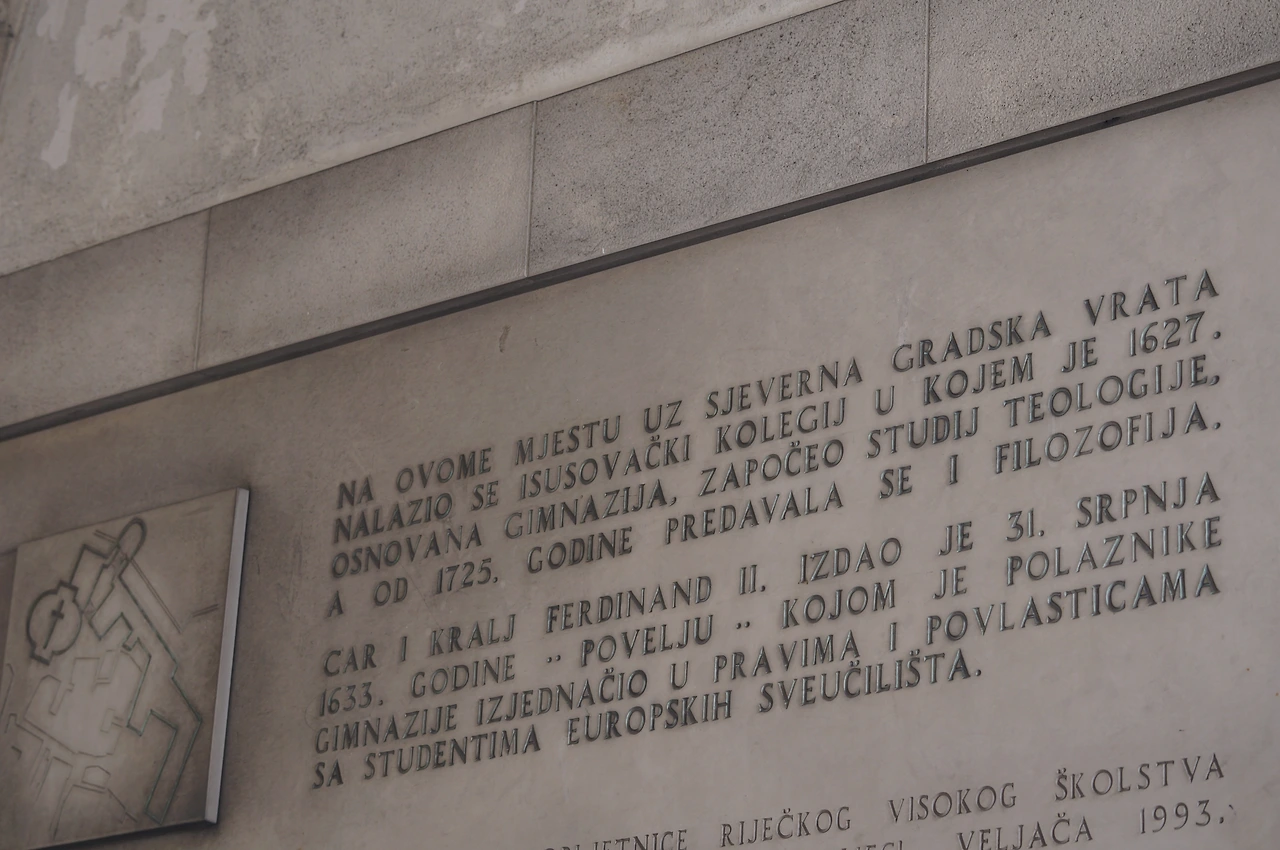 NA OVOME MJESTU UZ SJEVERNA GRADSKA VRATA
NALAZIO SE ISUSOVAČKI KOLEGIJ U KOJEM JE 1627.
OSNOVANA GIMNAZIJA, ZAPOČEO STUDIJ TEOLOGIJE,
A OD 1725. GODINE PREDAVALA SE I FILOZOFIJA.
CAR I KRALJ FERDINAND II. IZDAO JE 31. SRPNJA
1633. GODINE ,, POVELJU ,, KOJOM JE POLAZNIKE
GIMNAZIJE IZJEDNAČIO U PRAVIMA I POVLASTICAMA
SA STUDENTIMA EUROPSKIH SVEUČILIŠTA.
RIJEČKOG VISOKOG ŠKOLSTVA
VELJAČA 1993.